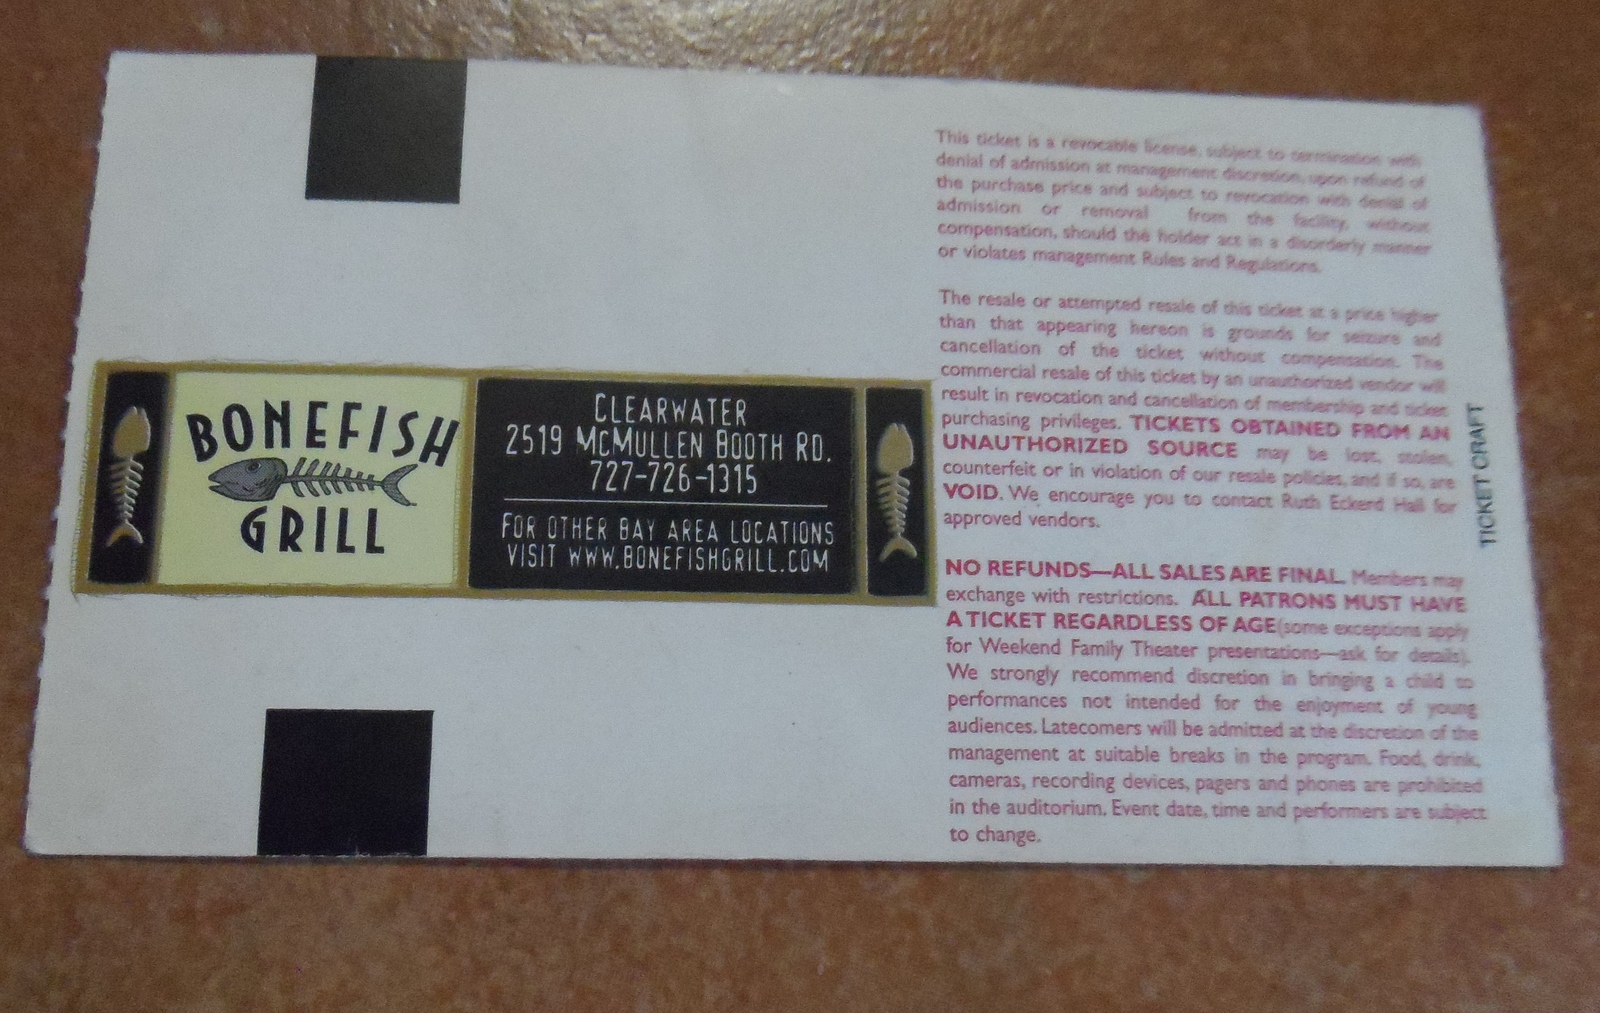 BONEFISH
GRILL
CLEARWATER
2519 MCMULLEN BOOTH RD.
727-726-1315
FOR OTHER BAY AREA LOCATIONS
VISIT WWW.BONEFISHGRILL.COM
This ticket is a revocable license, subject to termination with
denial of admission at management discretion, upon refund of
the purchase price and subject to revocation with denial of
admission or removal from the facility, without
compensation, should the holder act in a disorderly manner
or violates management Rules and Regulations.
The resale or attempted resale of this ticket at a price higher
than that appearing hereon is grounds for seizure and
cancellation of the ticket without compensation. The
commercial resale of this ticket by an unauthorized vendor will
result in revocation and cancellation of membership and ticket
purchasing privileges. TICKETS OBTAINED FROM AN
UNAUTHORIZED SOURCE may be lost, stolen,
counterfeit or in violation of our resale policies, and if so, are
VOID. We encourage you to contact Ruth Eckerd Hall for
approved vendors.
NO REFUNDS—ALL SALES ARE FINAL. Members may
exchange with restrictions. ALL PATRONS MUST HAVE
A TICKET REGARDLESS OF AGE(some exceptions apply
for Weekend Family Theater presentations—ask for details).
We strongly recommend discretion in bringing a child to
performances not intended for the enjoyment of young
audiences. Latecomers will be admitted at the discretion of the
management at suitable breaks in the program. Food, drink,
cameras, recording devices, pagers and phones are prohibited
in the auditorium. Event date, time and performers are subject
to change.
TICKET CRAFT